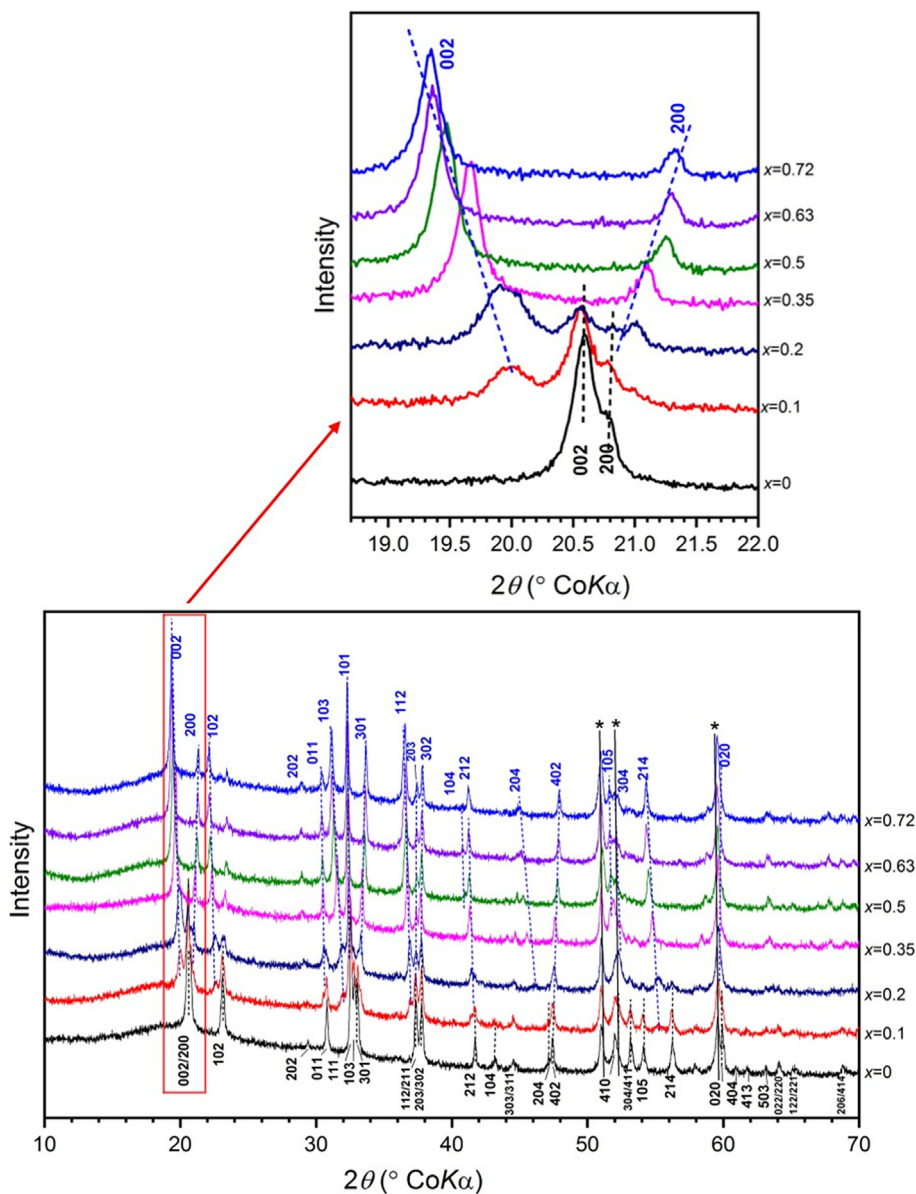 002
200
x=0.72
x=0.63
x=0.5
x=0.35
x=0.2
x=0.1
x=0
002
200
Intensity
19.0 19.5 20.0 20.5 21.0 21.5 22.0
2θ (° CoKα)
002
200
102
202
011
103
101
301
112
203
302
104
212
204
402
*
105
*
304
214
*
020
x=0.72
x=0.63
x=0.5
x=0.35
x=0.2
x=0.1
x=0
002/200
102
202
011
111
103
301
112/211
203/302
212
104
303/311
204
402
410
304/411
105
214
020
404
413
503
022/220
122/221
206/414
Intensity
10 20 30 40 50 60 70
2θ (° CoKα)